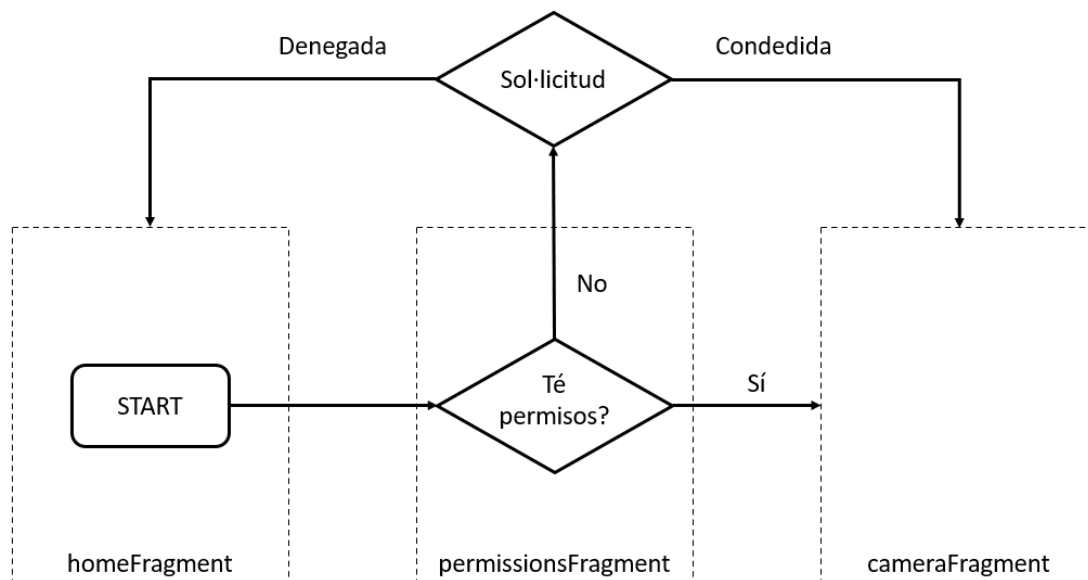 Denegada
Condedida
Sol·licitud
No
START
Té
permisos?
Sí
homeFragment
permissionsFragment
cameraFragment